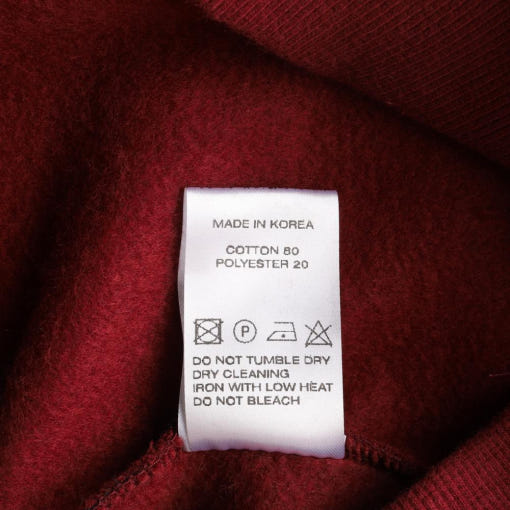 MADE IN KOREA
COTTON 80
POLYESTER 20
P
DO NOT TUMBLE DRY
DRY CLEANING
IRON WITH LOW HEAT
DO NOT BLEACH